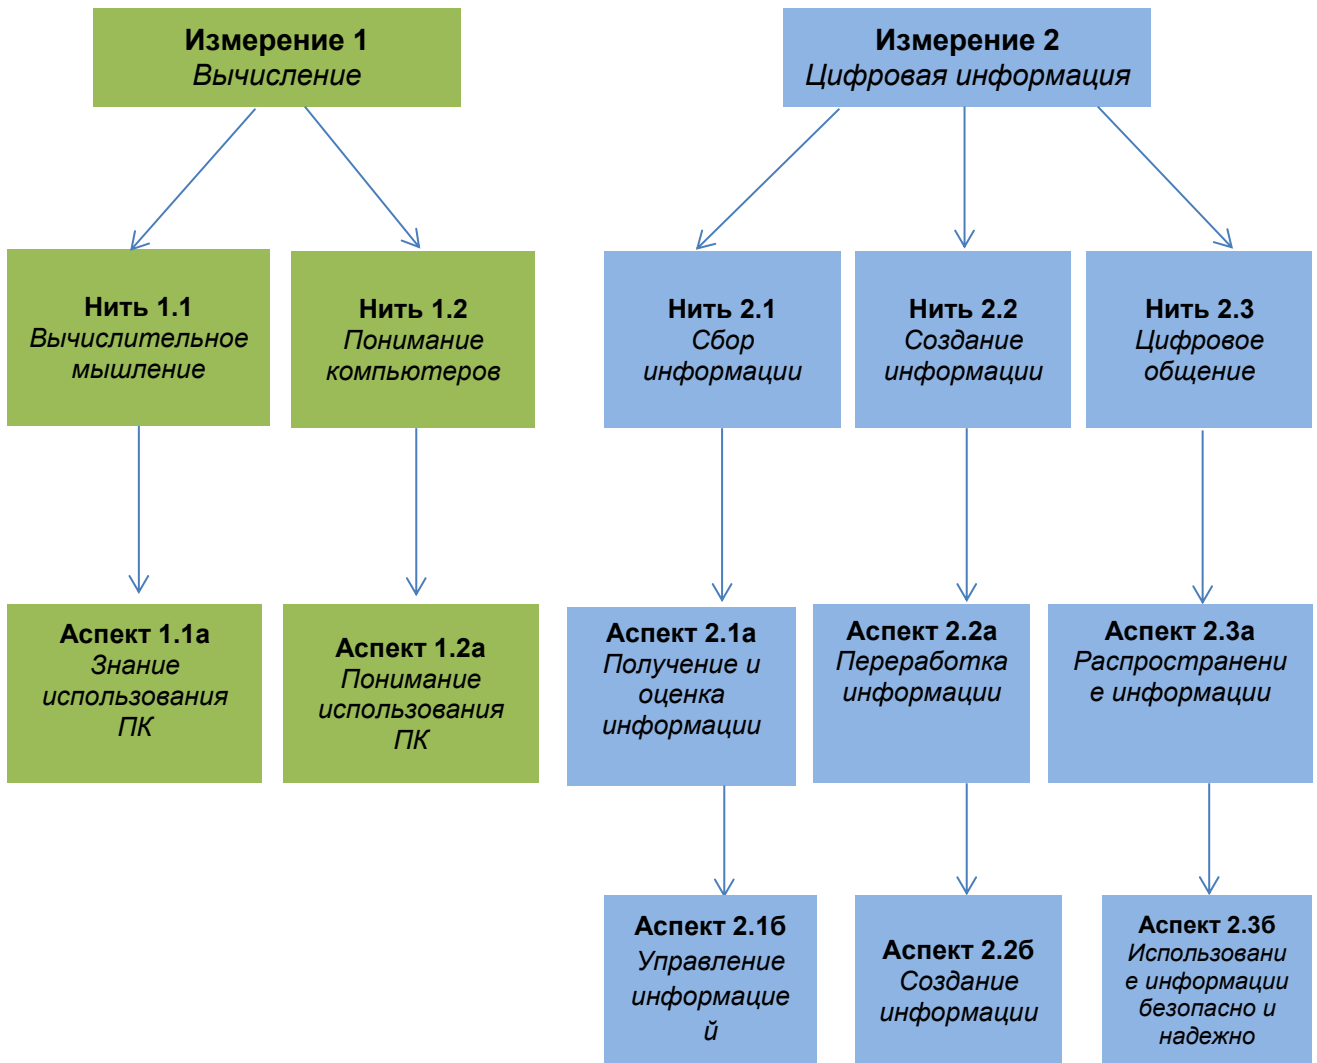 Измерение 1
Вычисление
Измерение 2
Цифровая информация
Нить 1.1
Вычислительное
мышление
Нить 1.2
Понимание
компьютеров
Нить 2.1
Сбор
информации
Нить 2.2
Создание
информации
Нить 2.3
Цифровое
общение
Аспект 1.1а
Знание
использования
ПК
Аспект 1.2а
Понимание
использования
ПК
Аспект 2.1а
Получение и
оценка
информации
Аспект 2.2а
Переработка
информации
Аспект 2.3а
Распространени
е информации
Аспект 2.1б
Управление
информацие
й
Аспект 2.2б
Создание
информации
Аспект 2.3б
Использовани
е информации
безопасно и
надежно